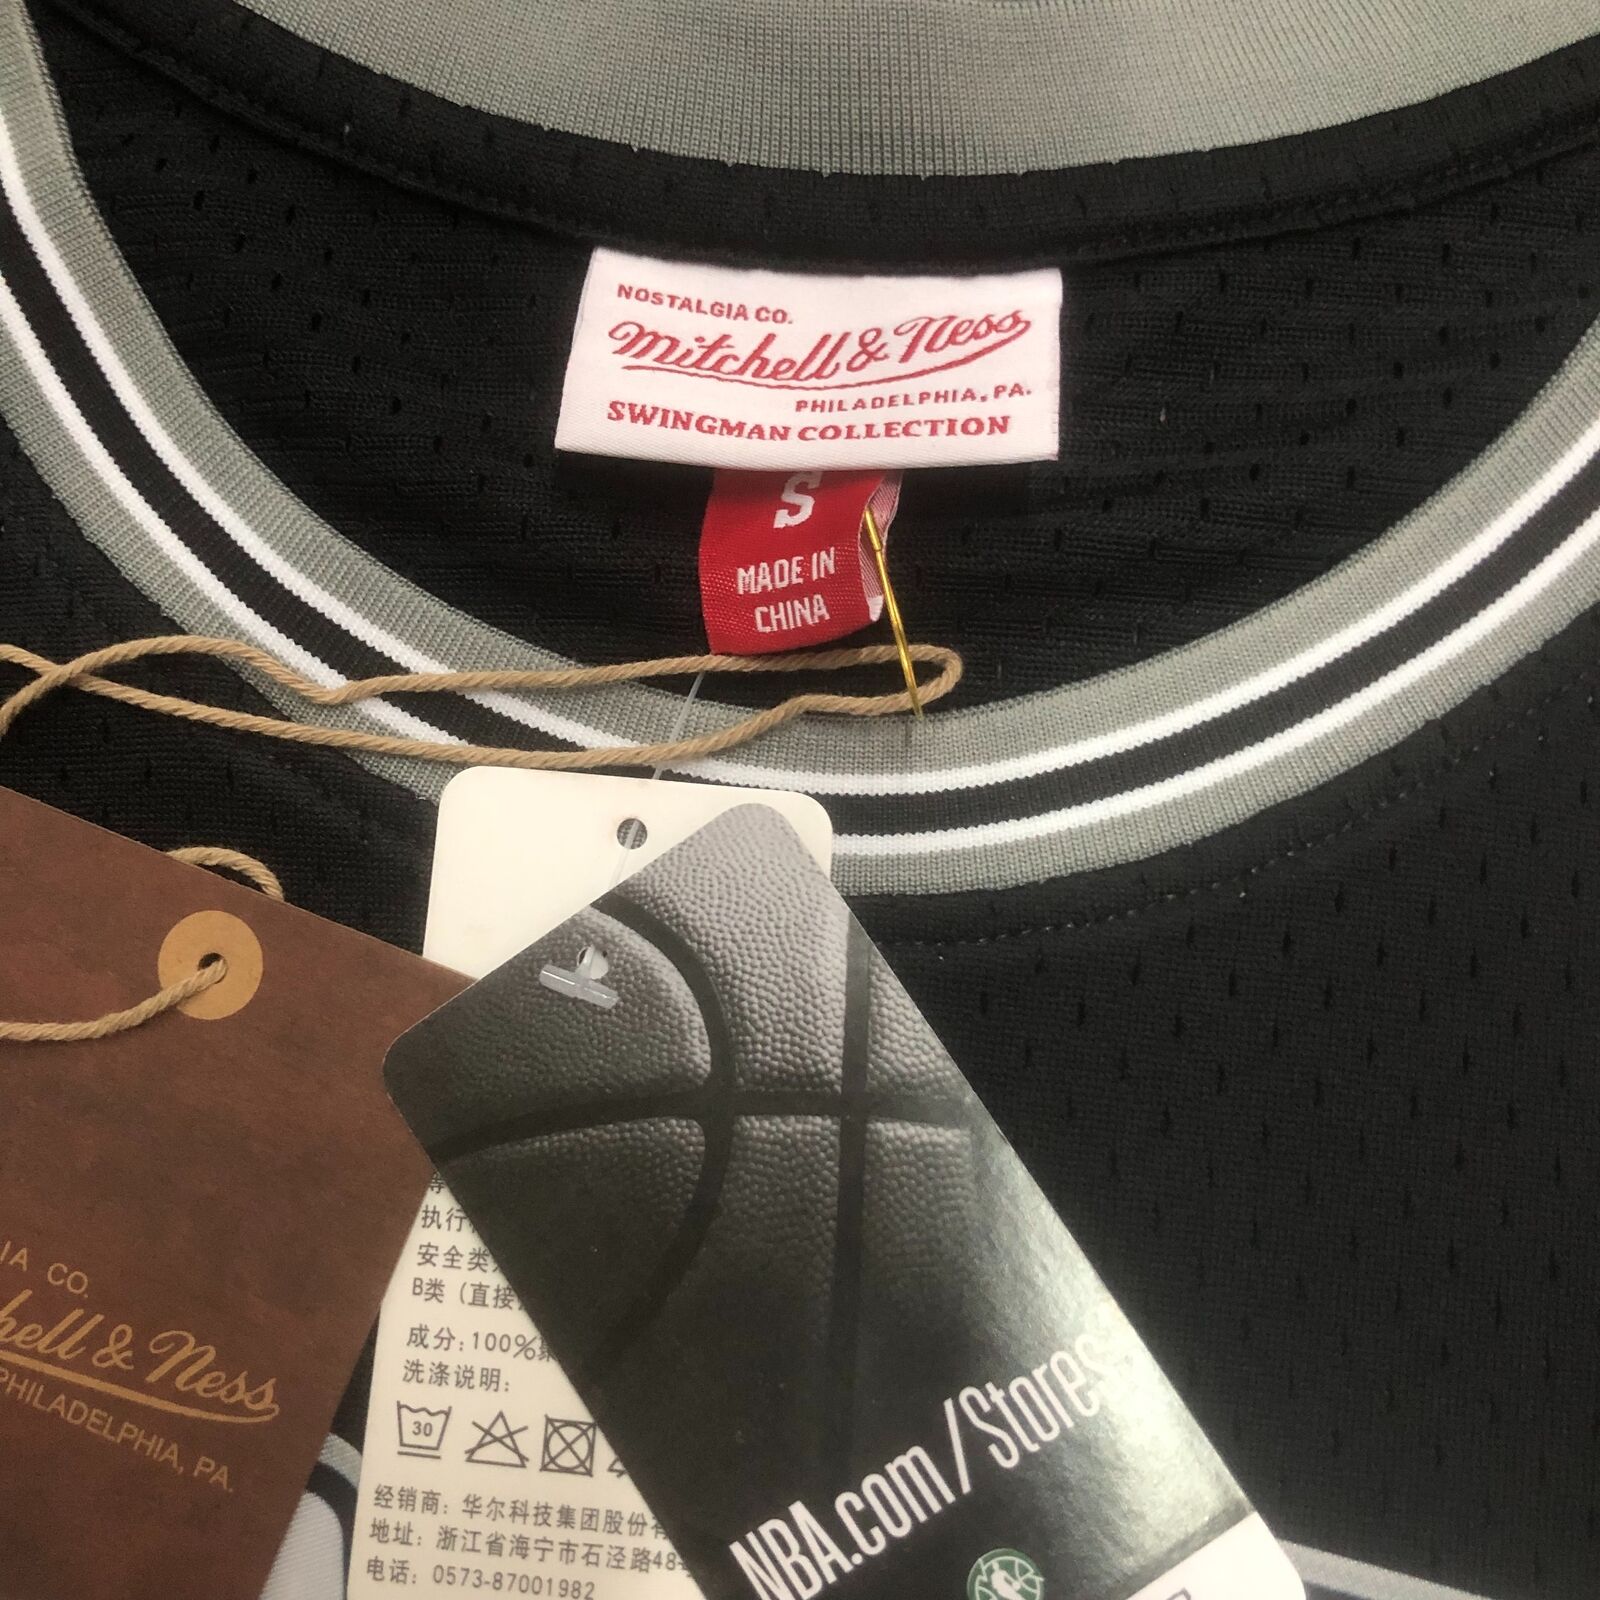 NOSTALGIA CO.
Mitchell & Ness
PHILADELPHIA, PA.
SWINGMAN COLLECTION
S
MADE IN
CHINA
CO.
& Ness
PHILADELPHIA, PA.
执行
安全类
B类 (直接
成分: 100%
洗涤说明:
30
经销商: 华尔科技集团股份
地址: 浙江省海宁市石泾路48
电话: 0573-87001982
NBA.com/Stores